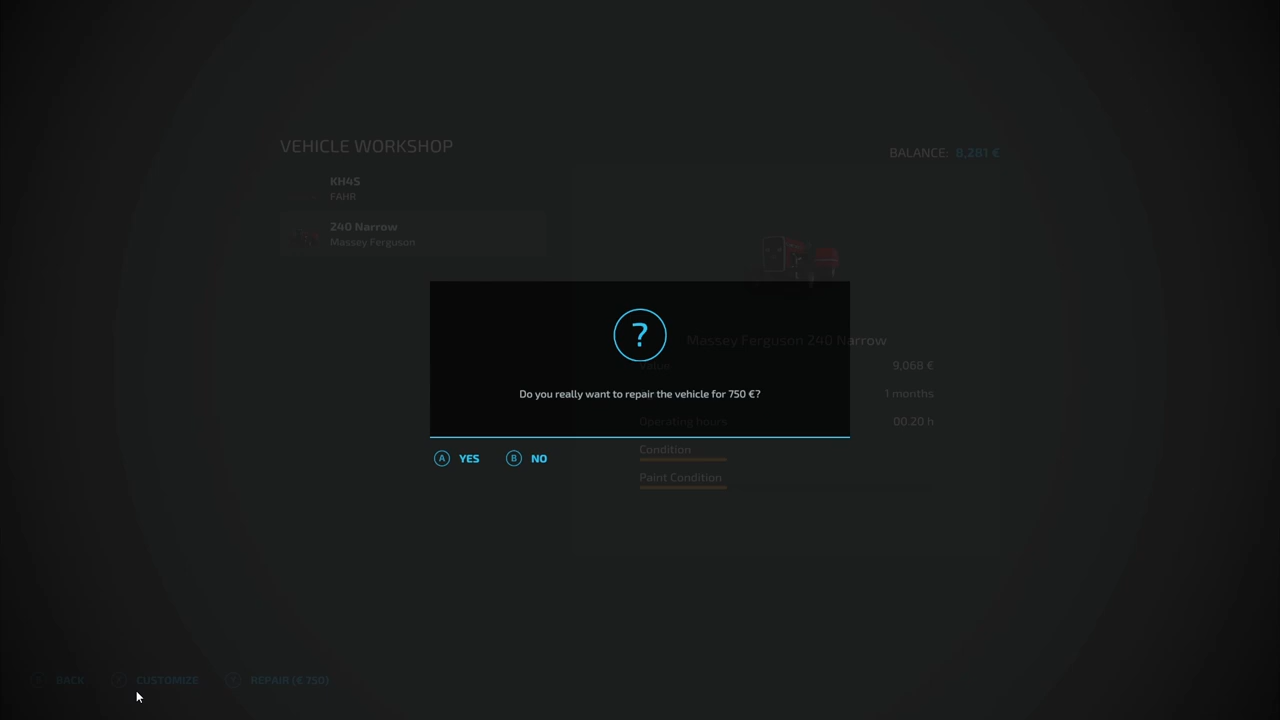 VEHICLE WORKSHOP
BALANCE: 8,281 €
KH4S
FAHR
240 Narrow
Massey Ferguson
?
Massey Ferguson 240 Narrow
Value 9,068 €
Do you really want to repair the vehicle for 750 €?
1 months
Operating hours 00:20 h
Condition
Paint Condition
A YES B NO
BACK CUSTOMIZE REPAIR (€ 750)